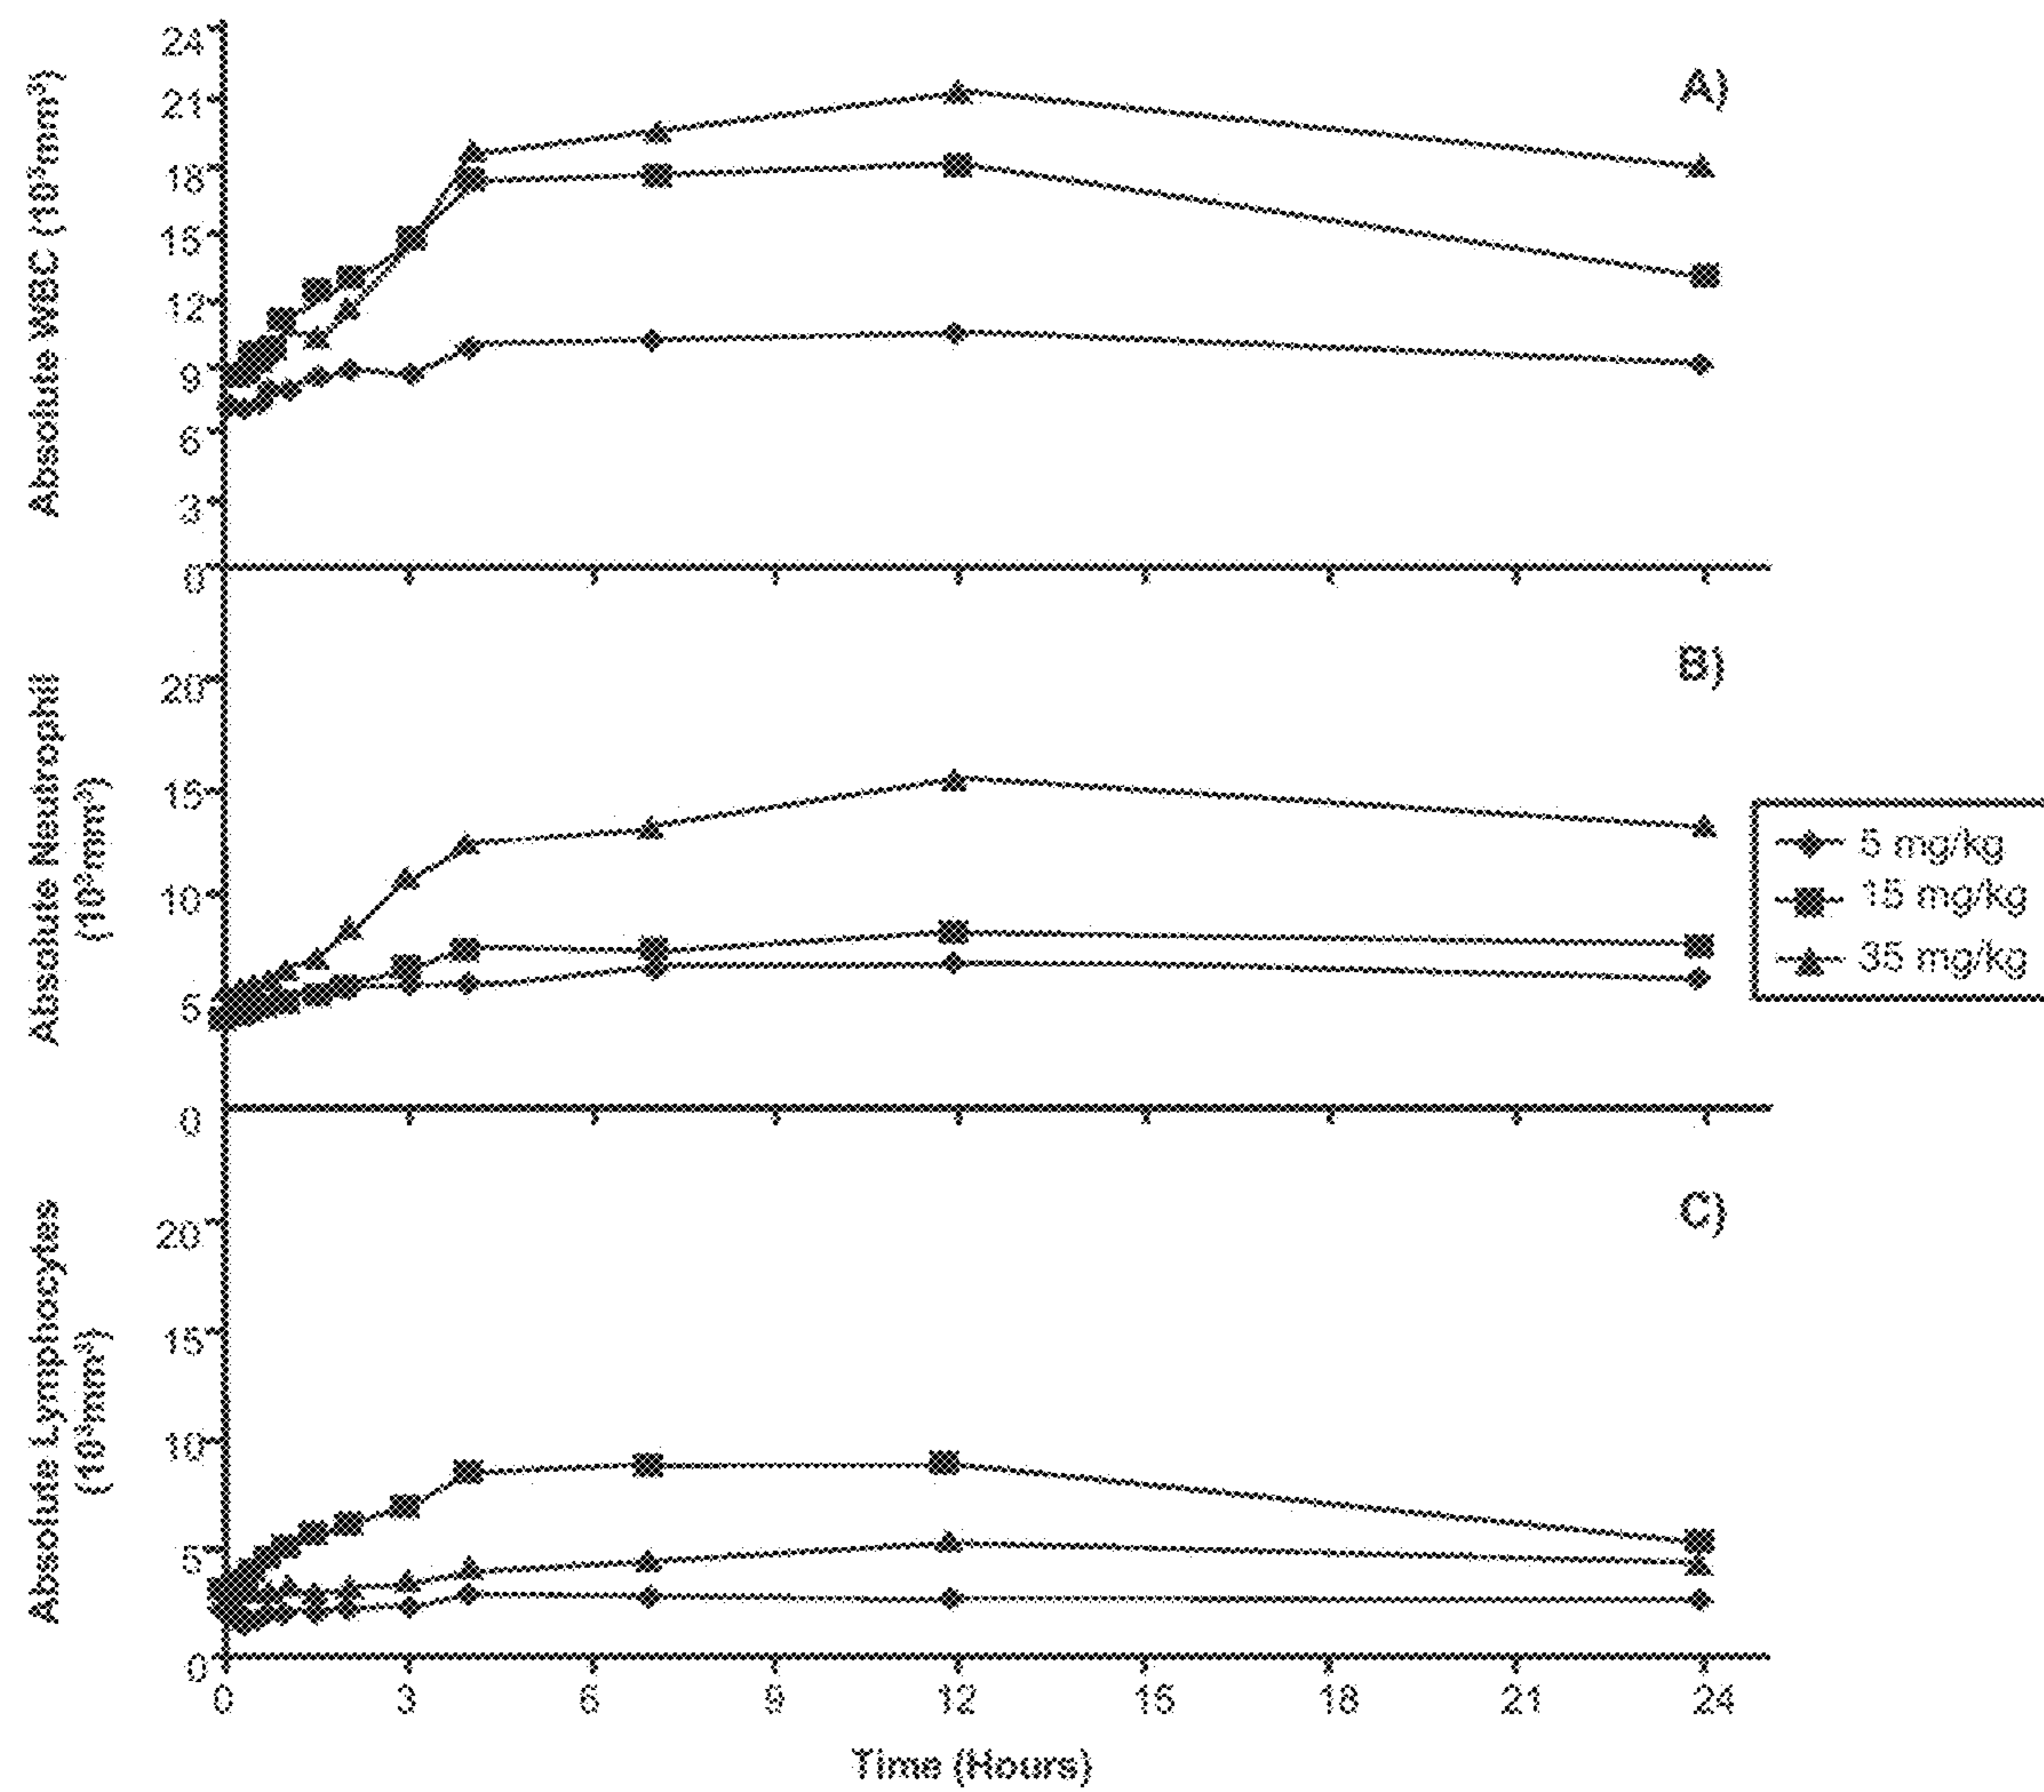 A)
Absolute WBC (10³mm³)
24
21
18
15
12
9
6
3
0
B)
Absolute Neutrophil
(10³mm³)
20
15
10
5
0
5 mg/kg
15 mg/kg
35 mg/kg
C)
Absolute Lymphocytes
(10³mm³)
20
15
10
5
0
0 3 6 9 12 15 18 21 24
Time (Hours)